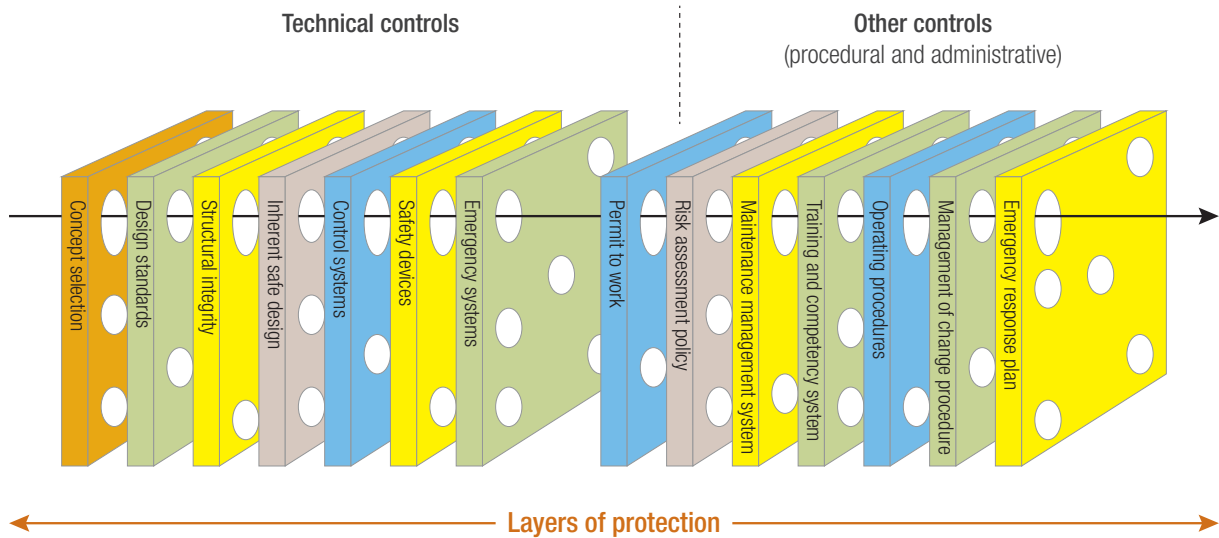 Technical controls
Other controls
(procedural and administrative)
Concept selection
Design standards
Structural integrity
Inherent safe design
Control systems
Safety devices
Emergency systems
Permit to work
Risk assessment policy
Maintenance management system
Training and competency system
Operating procedures
Management of change procedure
Emergency response plan
Layers of protection